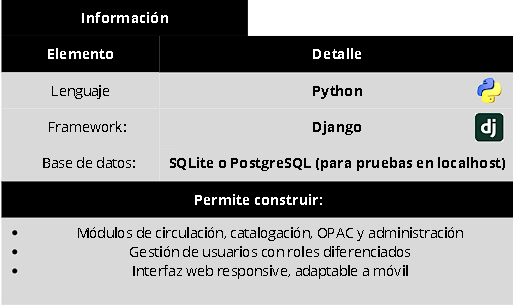 Información
Elemento Detalle
Lenguaje Python
Framework: Django
dj
Base de datos: SQLite o PostgreSQL (para pruebas en localhost)
Permite construir:
• Módulos de circulación, catalogación, OPAC y administración
• Gestión de usuarios con roles diferenciados
• Interfaz web responsive, adaptable a móvil